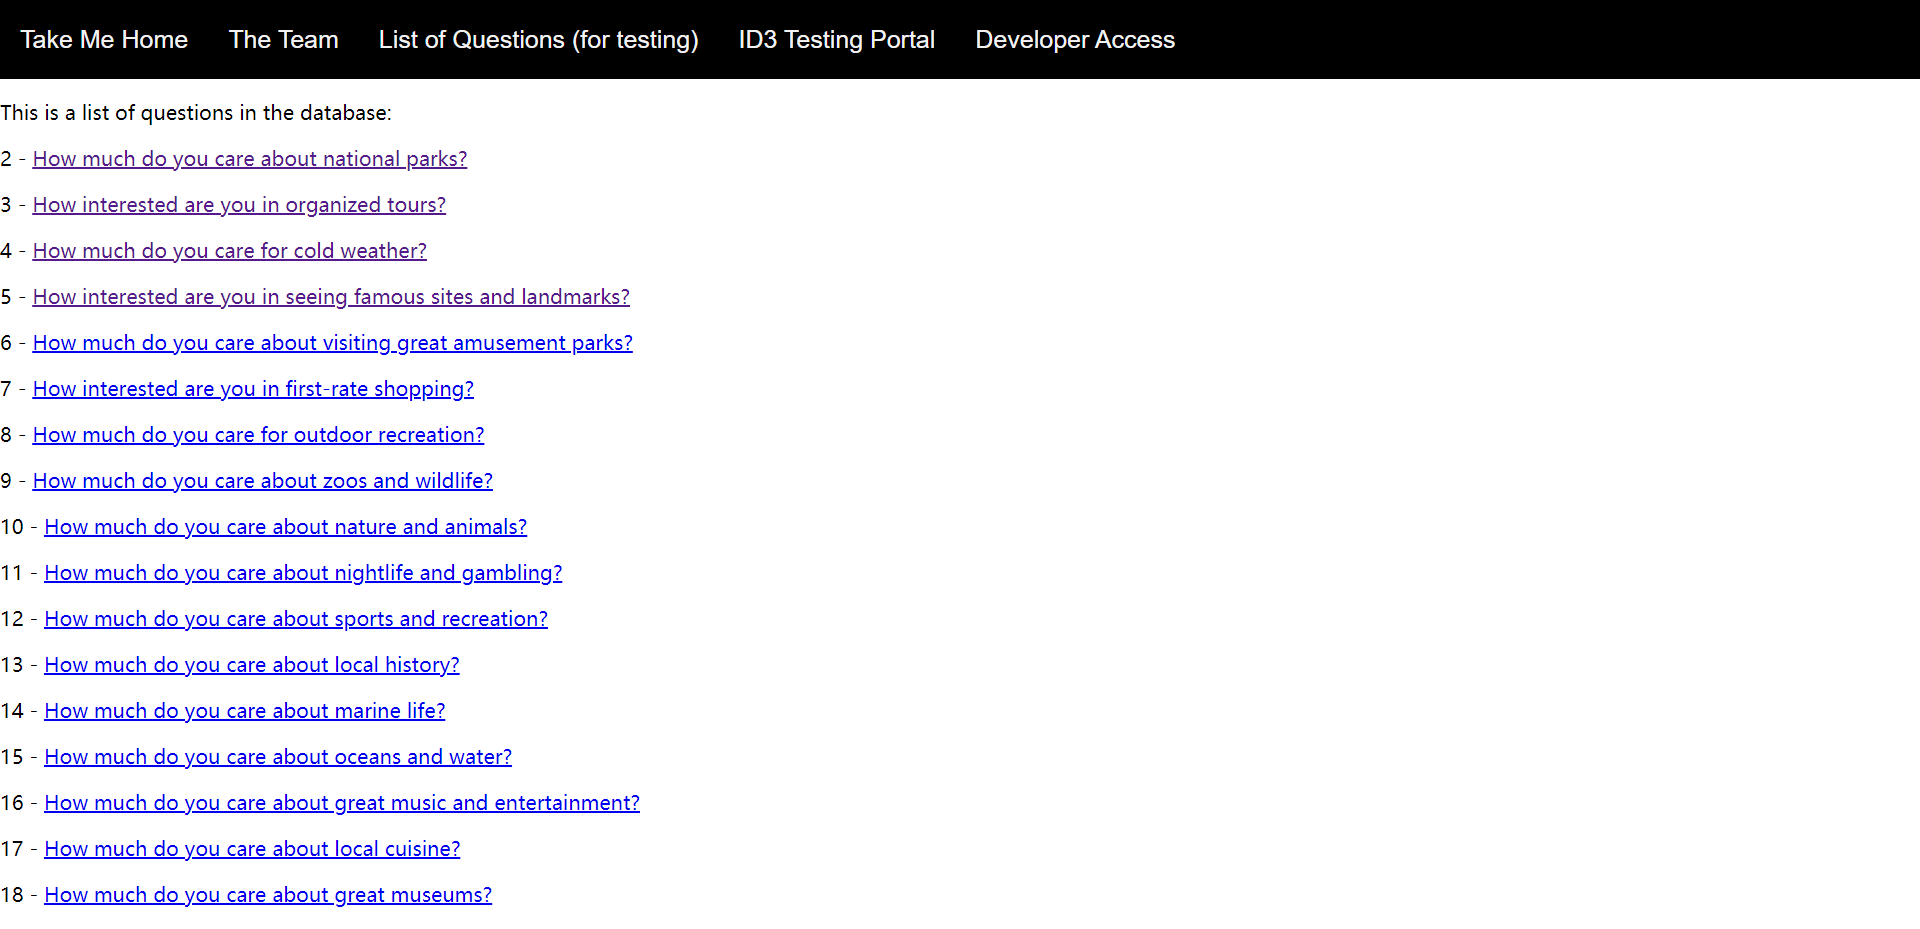 Take Me Home The Team List of Questions (for testing) ID3 Testing Portal Developer Access
This is a list of questions in the database:
2 - How much do you care about national parks?
3 - How interested are you in organized tours?
4 - How much do you care for cold weather?
5 - How interested are you in seeing famous sites and landmarks?
6 - How much do you care about visiting great amusement parks?
7 - How interested are you in first-rate shopping?
8 - How much do you care for outdoor recreation?
9 - How much do you care about zoos and wildlife?
10 - How much do you care about nature and animals?
11 - How much do you care about nightlife and gambling?
12 - How much do you care about sports and recreation?
13 - How much do you care about local history?
14 - How much do you care about marine life?
15 - How much do you care about oceans and water?
16 - How much do you care about great music and entertainment?
17 - How much do you care about local cuisine?
18 - How much do you care about great museums?